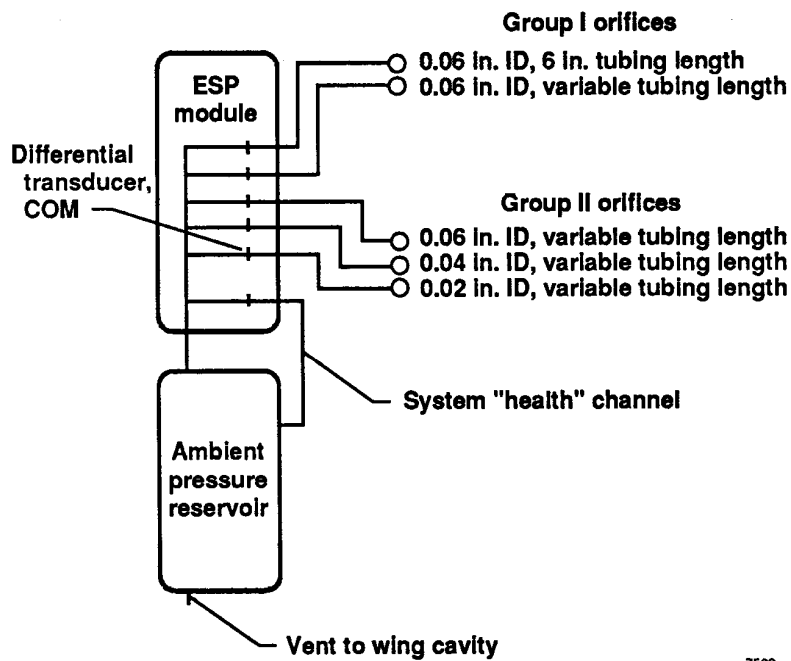 Group I orifices
0.06 in. ID, 6 in. tubing length
0.06 in. ID, variable tubing length
ESP
module
Differential
transducer,
COM
Group II orifices
0.06 in. ID, variable tubing length
0.04 in. ID, variable tubing length
0.02 in. ID, variable tubing length
System "health" channel
Ambient
pressure
reservoir
Vent to wing cavity